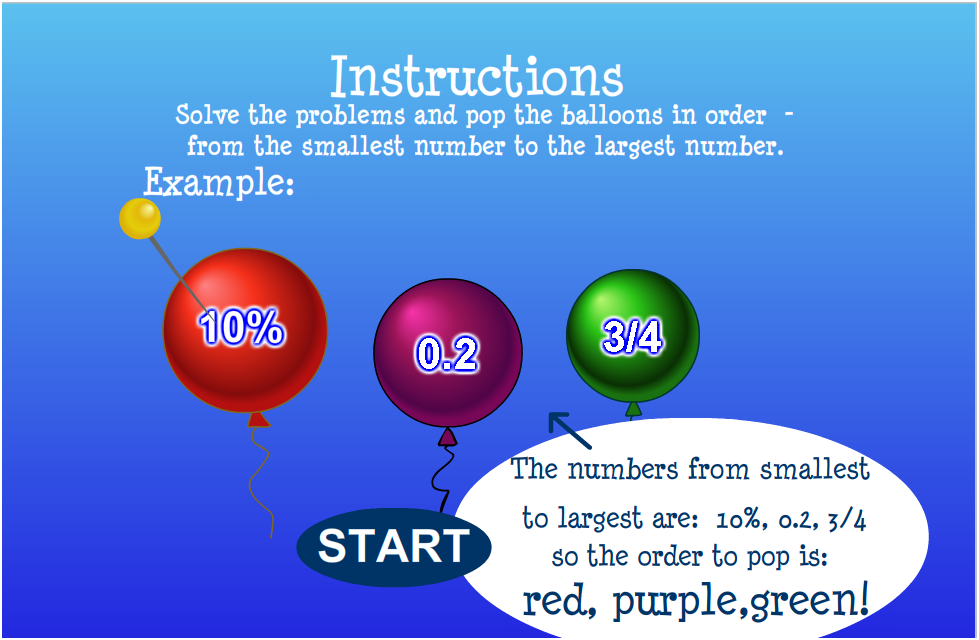 Instructions
Solve the problems and pop the balloons in order -
from the smallest number to the largest number.
Example:
10%
0.2
3/4
The numbers from smallest
to largest are: 10%, 0.2, 3/4
so the order to pop is:
red, purple,green!
START